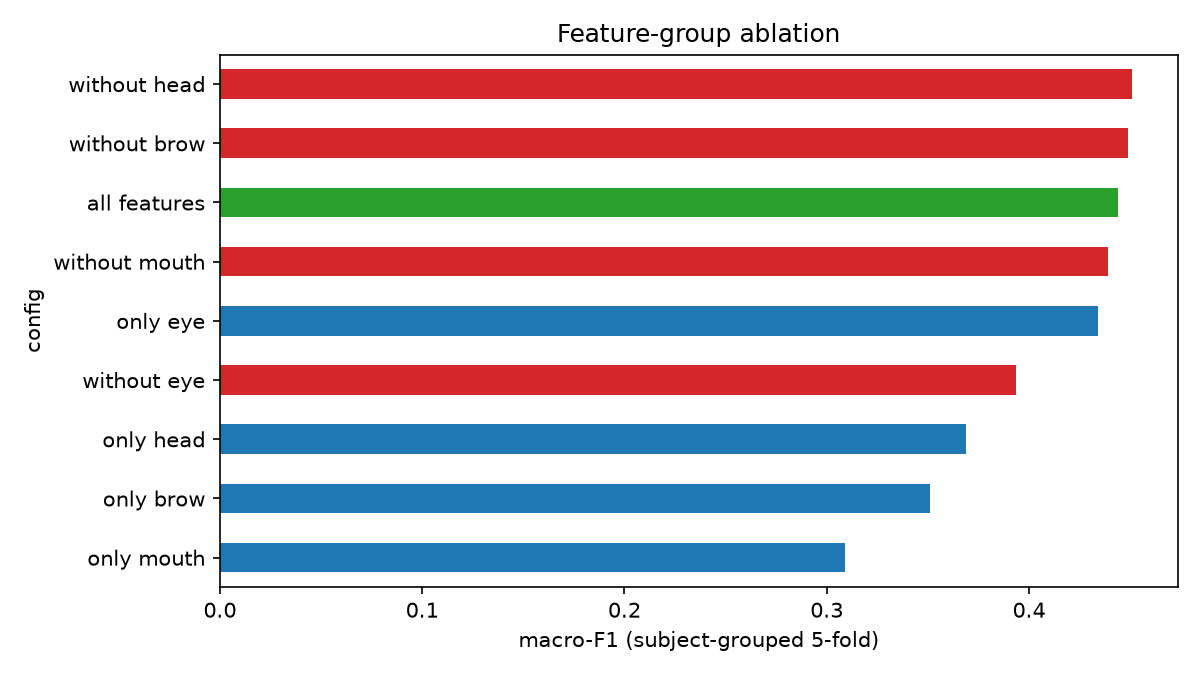 Feature-group ablation
without head
without brow
all features
without mouth
only eye
without eye
only head
only brow
only mouth
config
0.0 0.1 0.2 0.3 0.4
macro-F1 (subject-grouped 5-fold)